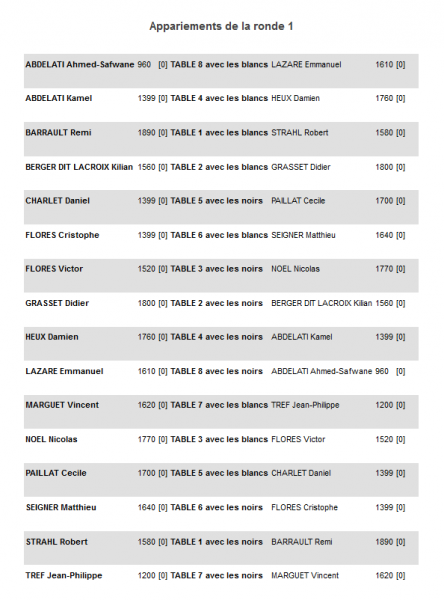 Appariements de la ronde 1
ABDELATI Ahmed-Safwane 960 [0] TABLE 8 avec les blancs LAZARE Emmanuel 1610 [0]
ABDELATI Kamel 1399 [0] TABLE 4 avec les blancs HEUX Damien 1760 [0]
BARRAULT Remi 1890 [0] TABLE 1 avec les blancs STRAHL Robert 1580 [0]
BERGER DIT LACROIX Kilian 1560 [0] TABLE 2 avec les blancs GRASSET Didier 1800 [0]
CHARLET Daniel 1399 [0] TABLE 5 avec les noirs PAILLAT Cecile 1700 [0]
FLORES Cristophe 1399 [0] TABLE 6 avec les blancs SEIGNER Matthieu 1640 [0]
FLORES Victor 1520 [0] TABLE 3 avec les noirs NOEL Nicolas 1770 [0]
GRASSET Didier 1800 [0] TABLE 2 avec les noirs BERGER DIT LACROIX Kilian 1560 [0]
HEUX Damien 1760 [0] TABLE 4 avec les noirs ABDELATI Kamel 1399 [0]
LAZARE Emmanuel 1610 [0] TABLE 8 avec les noirs ABDELATI Ahmed-Safwane 960 [0]
MARGUET Vincent 1620 [0] TABLE 7 avec les blancs TREF Jean-Philippe 1200 [0]
NOEL Nicolas 1770 [0] TABLE 3 avec les blancs FLORES Victor 1520 [0]
PAILLAT Cecile 1700 [0] TABLE 5 avec les blancs CHARLET Daniel 1399 [0]
SEIGNER Matthieu 1640 [0] TABLE 6 avec les noirs FLORES Cristophe 1399 [0]
STRAHL Robert 1580 [0] TABLE 1 avec les noirs BARRAULT Remi 1890 [0]
TREF Jean-Philippe 1200 [0] TABLE 7 avec les noirs MARGUET Vincent 1620 [0]